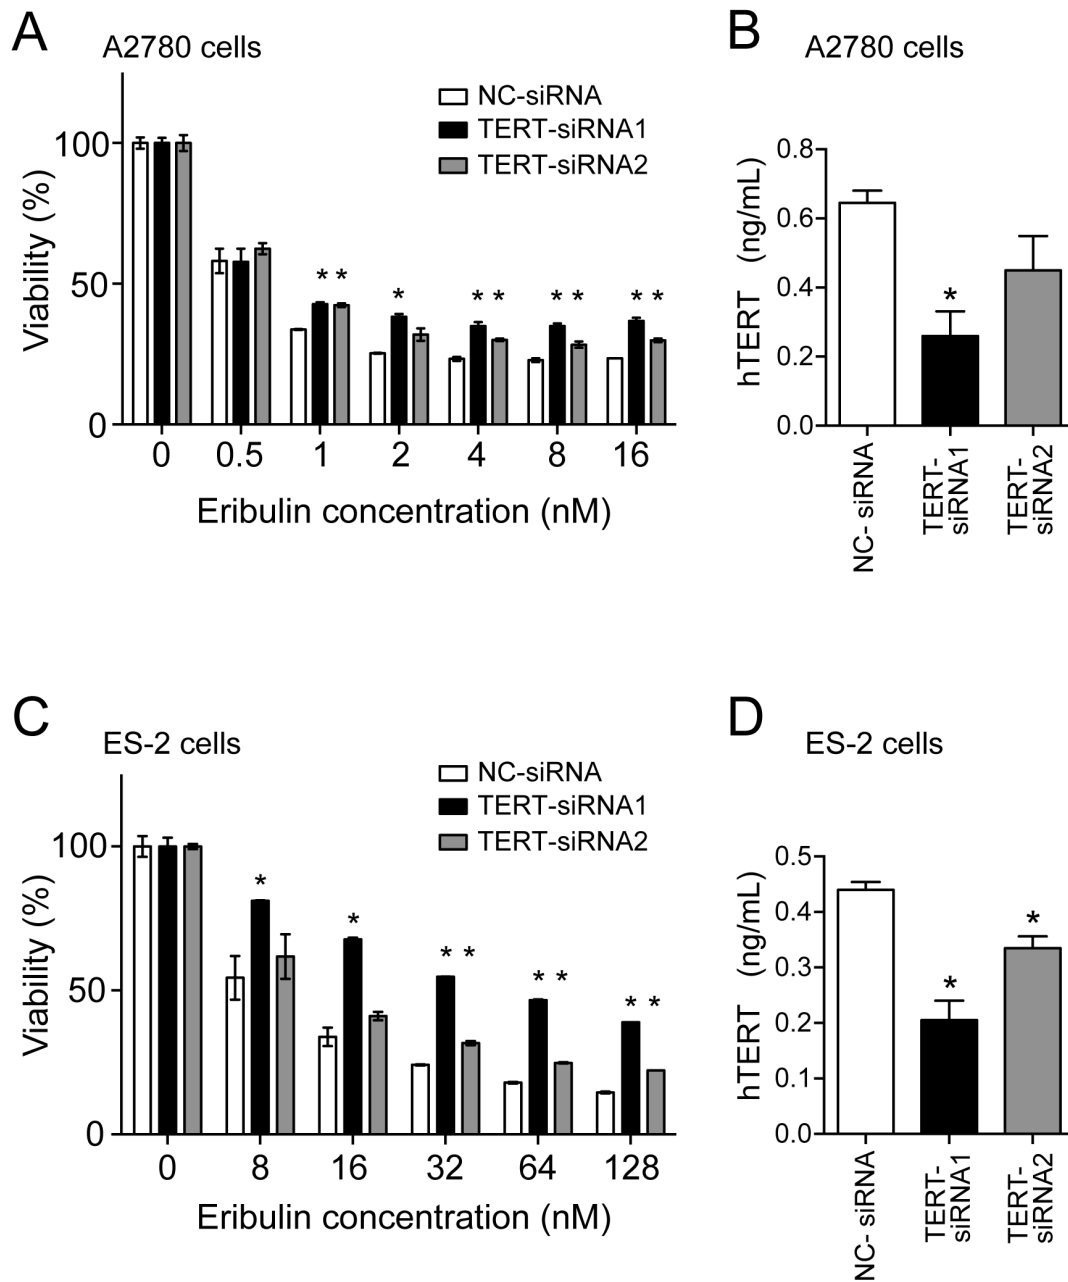 A
A2780 cells
NC-siRNA
TERT-siRNA1
TERT-siRNA2
Viability (%)
100
50
0
* *
*
* *
* *
* *
0 0.5 1 2 4 8 16
Eribulin concentration (nM)
B
A2780 cells
hTERT (ng/mL)
0.8
0.6
0.4
0.2
0.0
*
NC- siRNA
TERT-
siRNA1
TERT-
siRNA2
C
ES-2 cells
NC-siRNA
TERT-siRNA1
TERT-siRNA2
Viability (%)
100
50
0
*
*
* *
* *
* *
0 8 16 32 64 128
Eribulin concentration (nM)
D
ES-2 cells
hTERT (ng/mL)
0.5
0.4
0.3
0.2
0.1
0.0
*
*
NC- siRNA
TERT-
siRNA1
TERT-
siRNA2